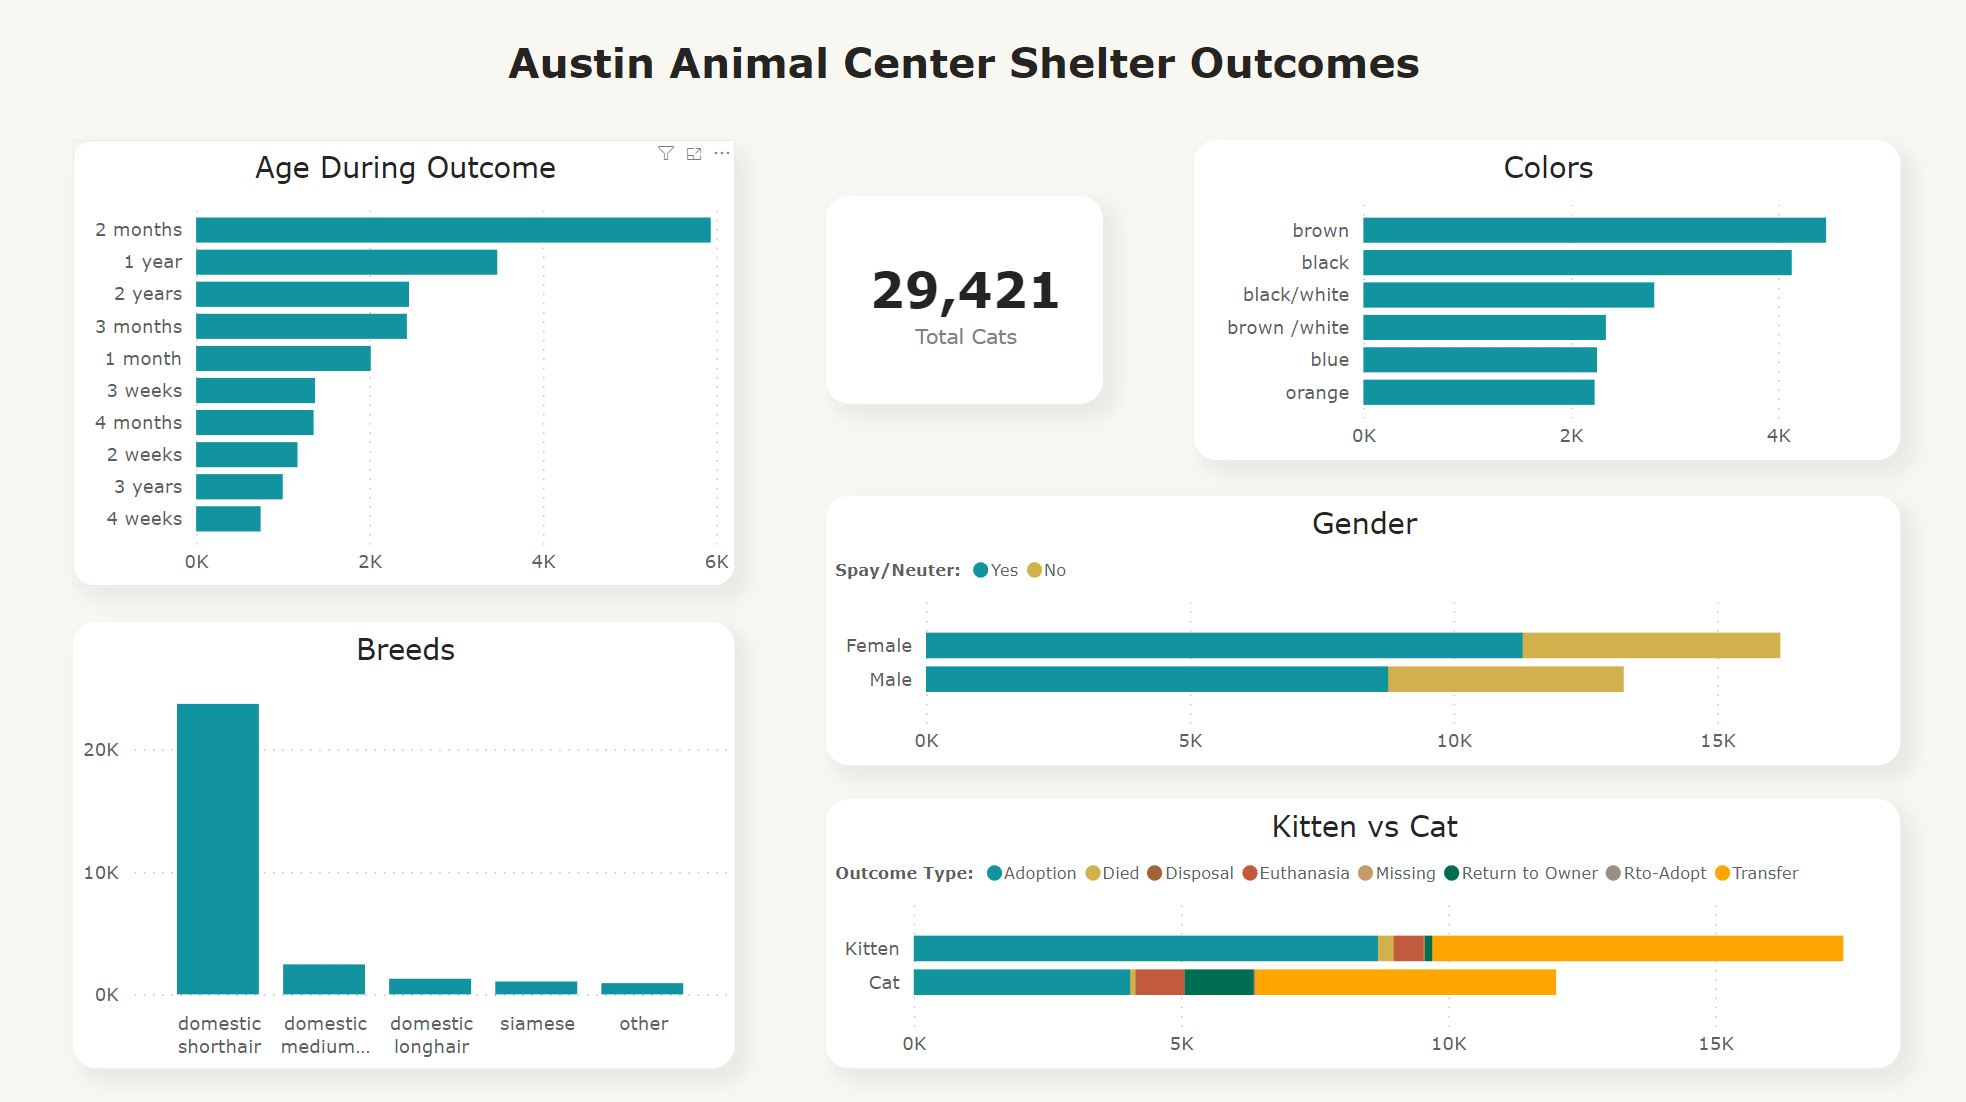 Austin Animal Center Shelter Outcomes
Age During Outcome
2 months
1 year
2 years
3 months
1 month
3 weeks
4 months
2 weeks
3 years
4 weeks
0K 2K 4K 6K
29,421
Total Cats
Colors
brown
black
black/white
brown /white
blue
orange
0K 2K 4K
Gender
Spay/Neuter: Yes No
Female
Male
0K 5K 10K 15K
Breeds
20K
10K
0K
domestic shorthair
domestic medium...
domestic longhair
siamese
other
Kitten vs Cat
Outcome Type: Adoption Died Disposal Euthanasia Missing Return to Owner Rto-Adopt Transfer
Kitten
Cat
0K 5K 10K 15K